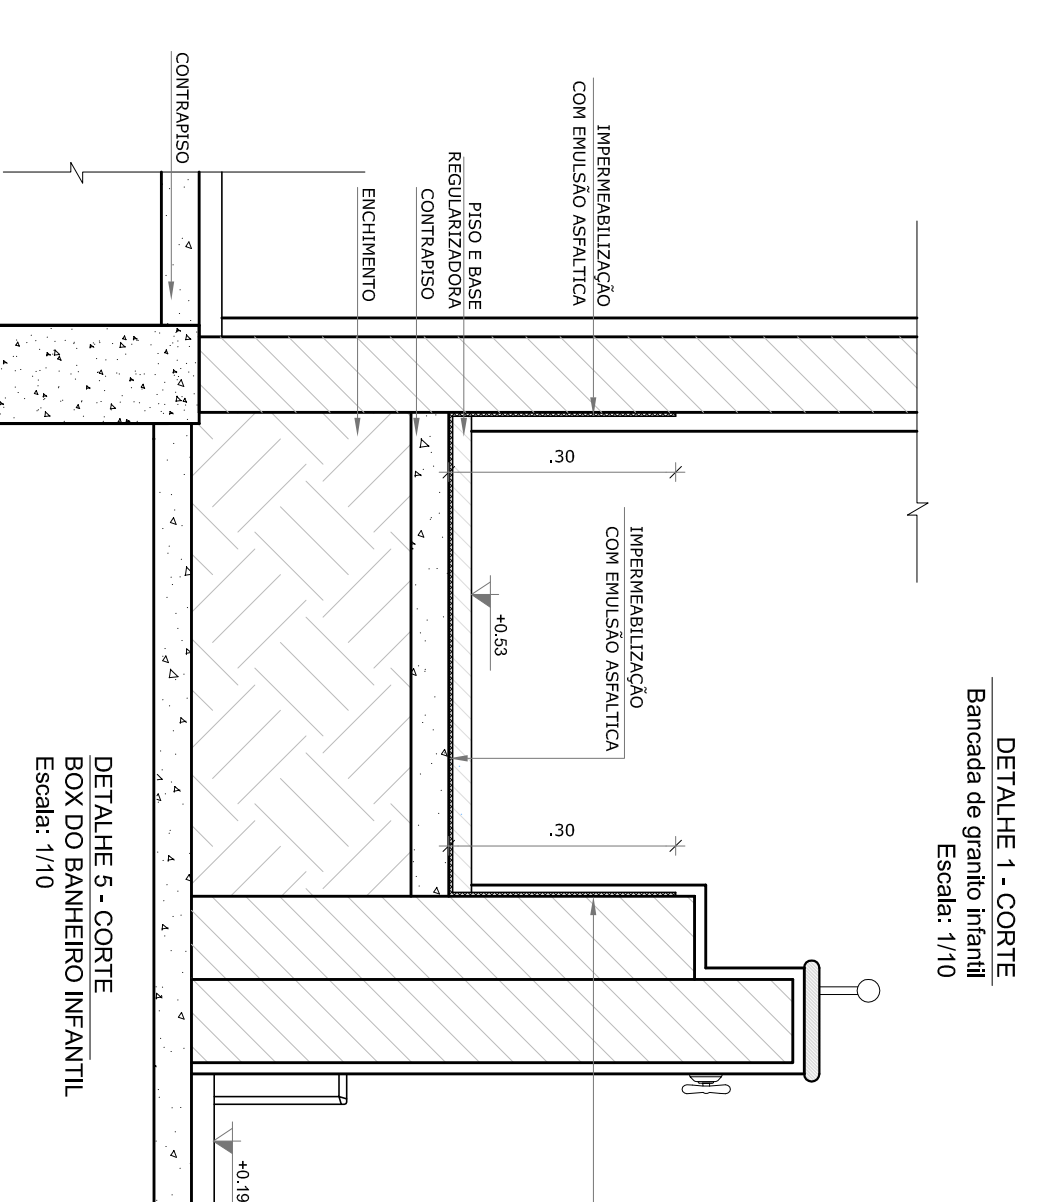 DETALHE 1 - CORTE
Bancada de granito infantil
Escala: 1/10
IMPERMEABILIZAÇÃO
COM EMULSÃO ASFALTICA
PISO E BASE
REGULARIZADORA
CONTRAPISO
ENCHIMENTO
CONTRAPISO
.30
IMPERMEABILIZAÇÃO
COM EMULSÃO ASFALTICA
+0.53
.30
+0.19
DETALHE 5 - CORTE
BOX DO BANHEIRO INFANTIL
Escala: 1/10